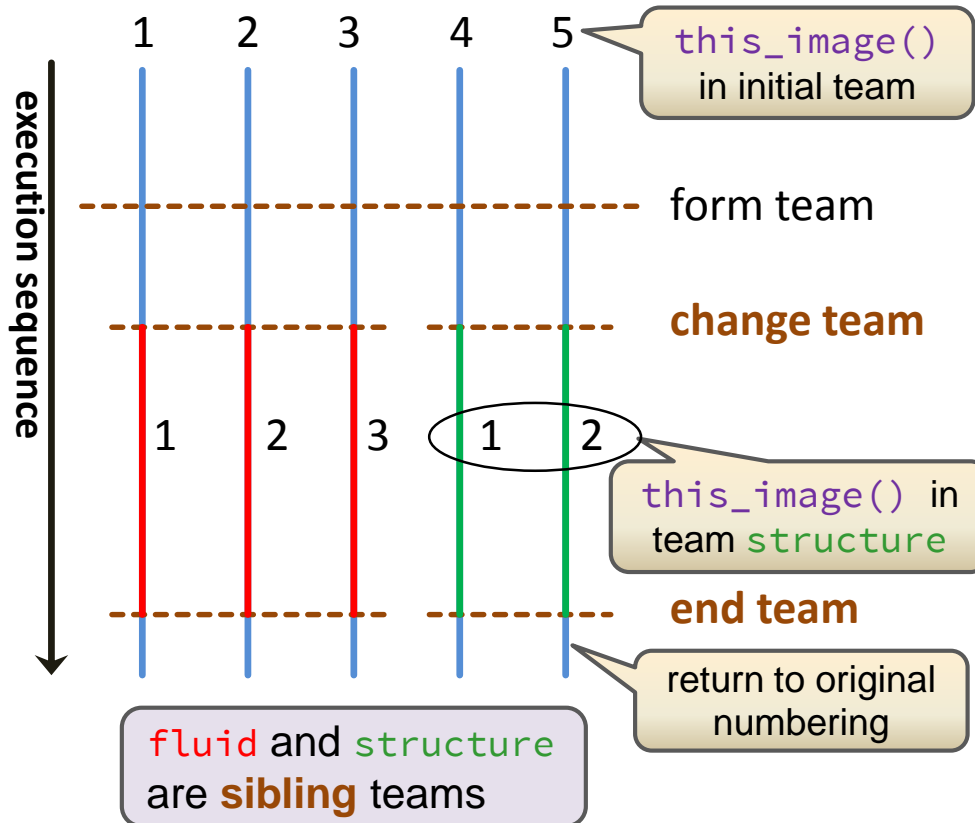 1 2 3 4 5
this_image()
in initial team
execution sequence
form team
change team
1 2 3 1 2
this_image() in
team structure
end team
return to original
numbering
fluid and structure
are sibling teams